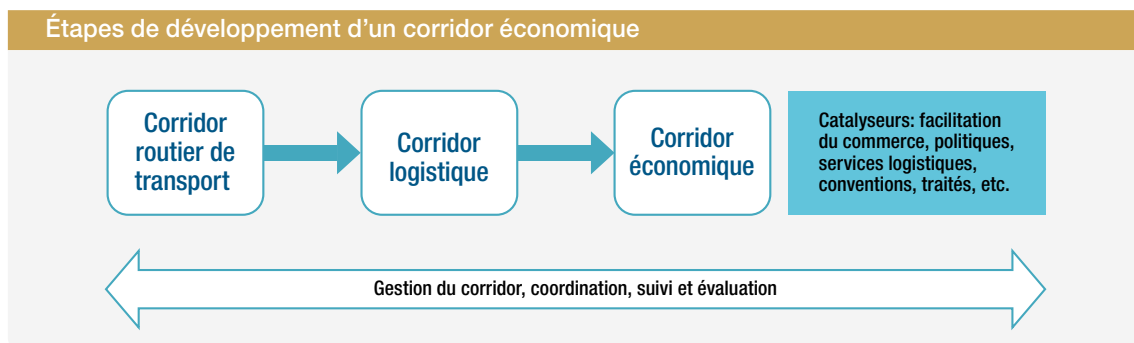 Étapes de développement d'un corridor économique
Corridor
routier de
transport
Corridor
logistique
Corridor
économique
Catalyseurs: facilitation
du commerce, politiques,
services logistiques,
conventions, traités, etc.
Gestion du corridor, coordination, suivi et évaluation